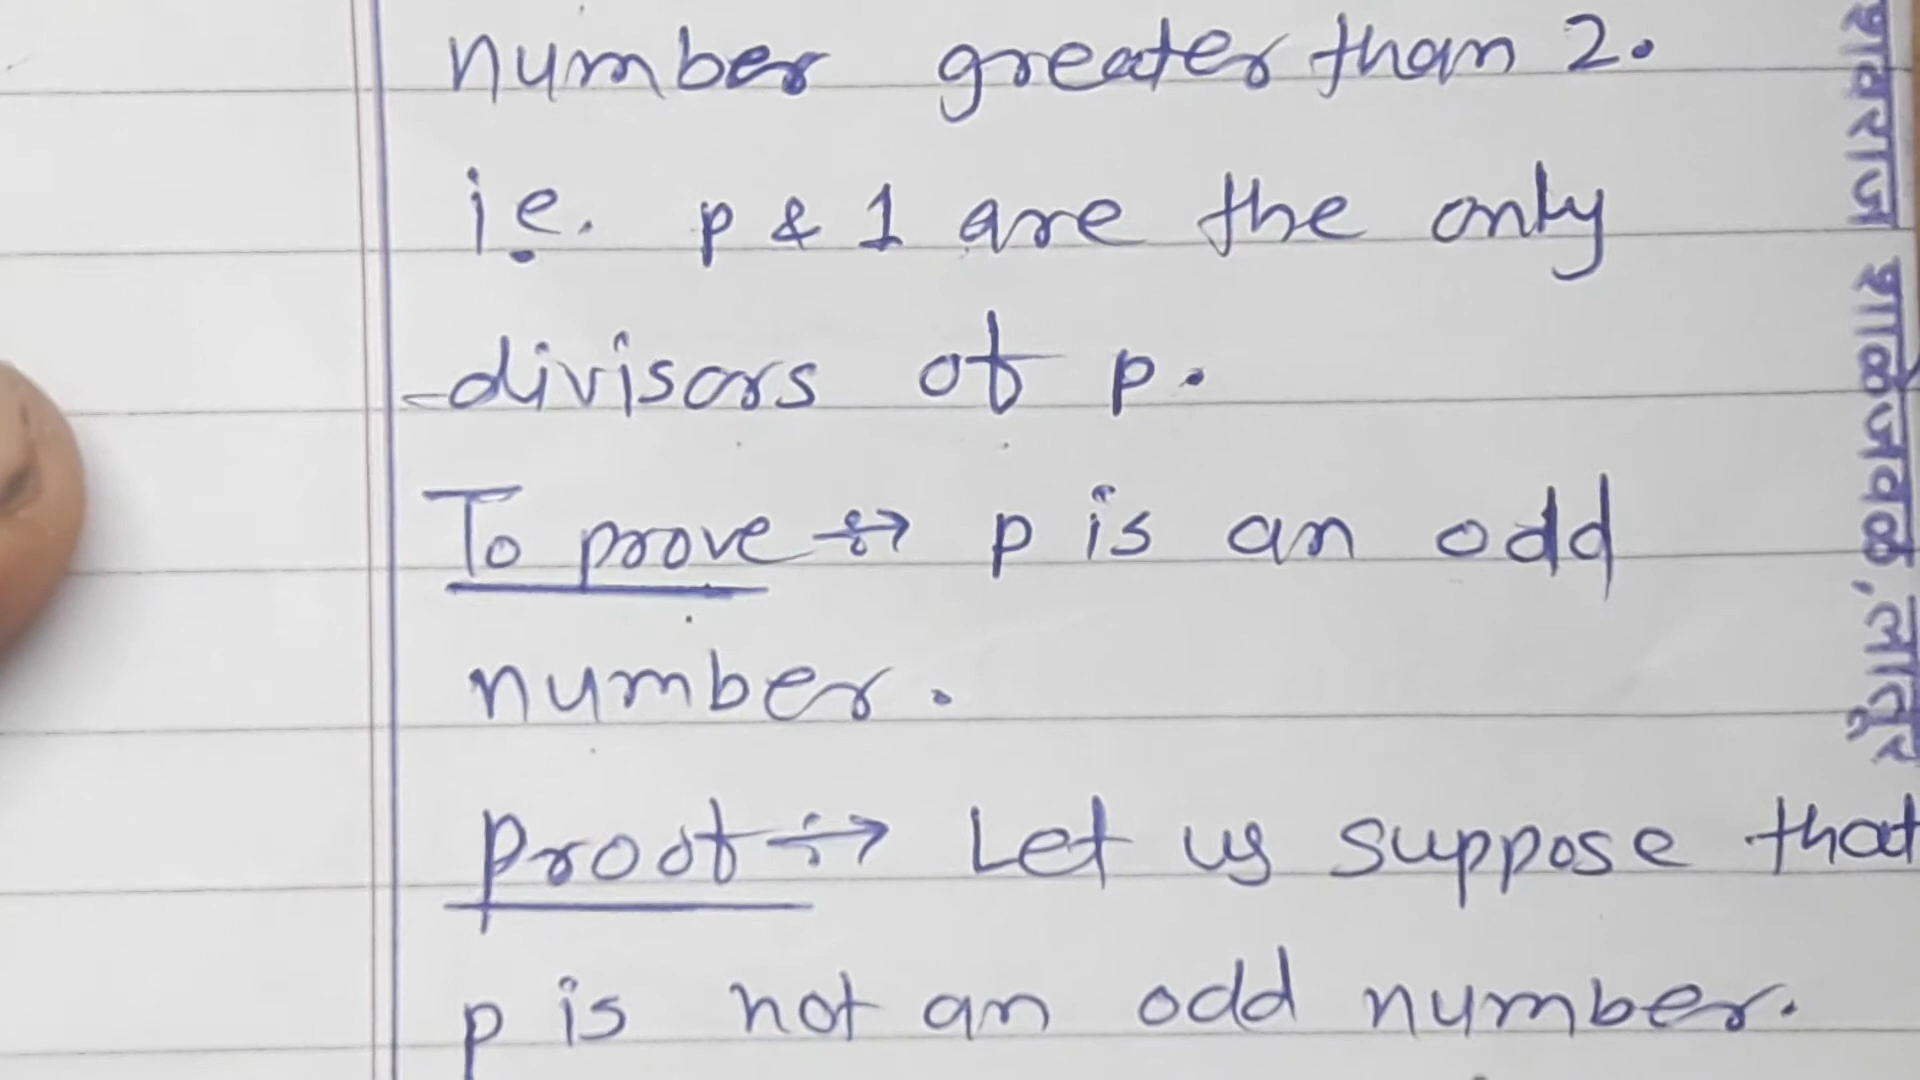 number greater than 2.
i.e. p & 1 are the only
divisors of p.
To prove :→ p is an odd
number.
Proof :→ Let us suppose that
p is not an odd number.
शाळेजवळ, लातूर